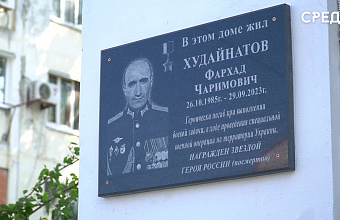 СРЕД
В этом доме жил
ХУДАЙНАТОВ
Фархад
Чаримович
26.10.1985г. - 29.09.2023г.
Героически погиб при выполнении
боевой задачи, в ходе проведения специальной
военной операции на территории Украины.
НАГРАЖДЕН ЗВЕЗДОЙ
ГЕРОЯ РОССИИ (посмертно)